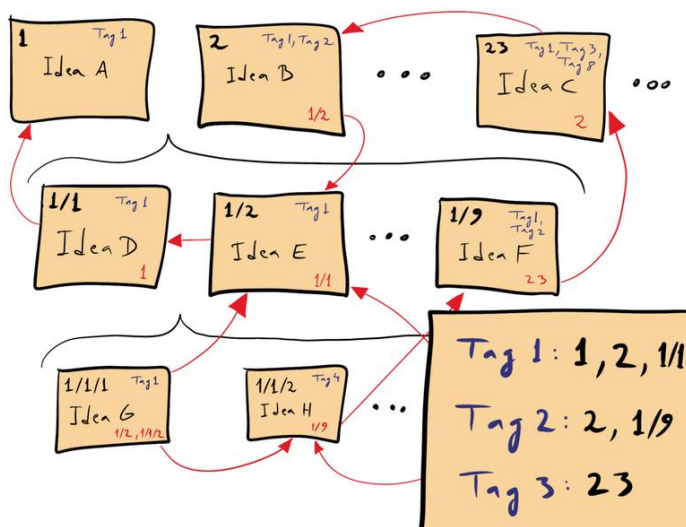 1 Tag 1
Idea A
2 Tag 1, Tag 2
Idea B
1/2
23 Tag 1, Tag 3,
Tag 8
Idea C
2
1/1 Tag 1
Idea D
1
1/2 Tag 1
Idea E
1/1
1/9 Tag 1,
Tag 2
Idea F
23
1/1/1 Tag 1
Idea G
1/2, 1/1/2
1/1/2 Tag 4
Idea H
1/9
Tag 1: 1, 2, 1/1
Tag 2: 2, 1/9
Tag 3: 23